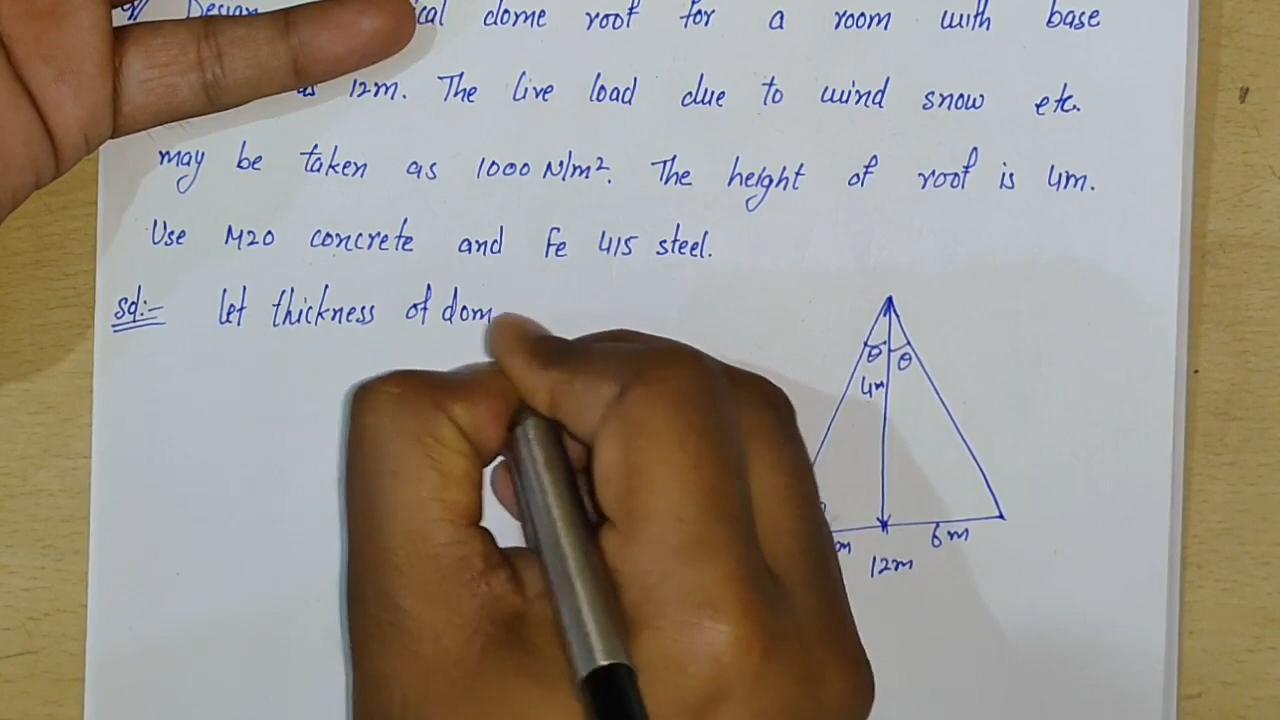 Design cal dome roof for a room with base
as 12m. The live load due to wind snow etc.
may be taken as 1000 N/m². The height of roof is 4m.
Use M20 concrete and Fe 415 steel.
Sol:- let thickness of dom
θ θ
4m
m 6m
12m